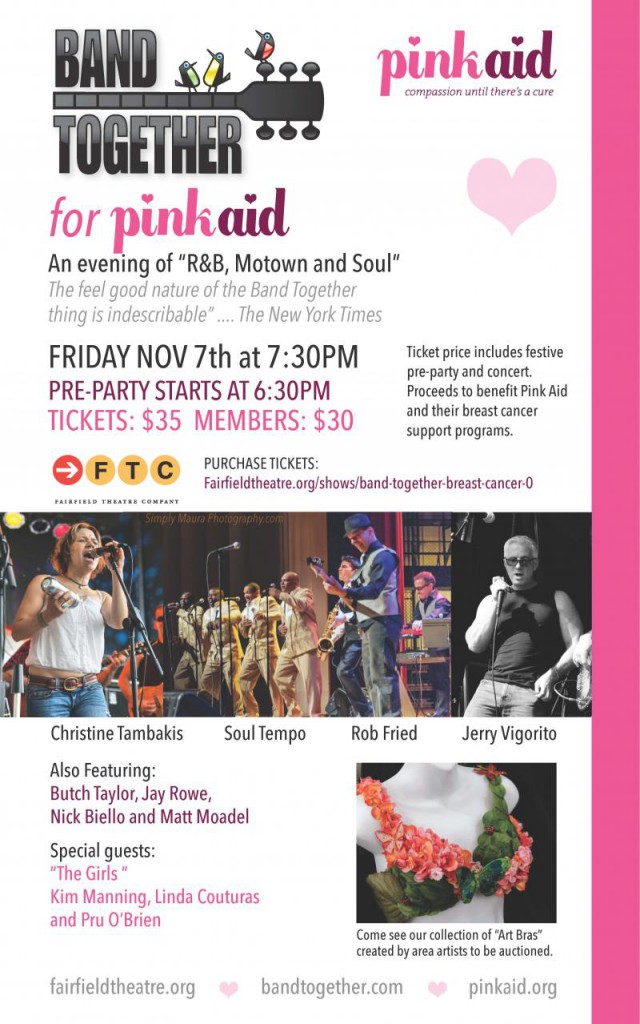 BAND
TOGETHER
pinkaid
compassion until there's a cure
for pinkaid
An evening of "R&B, Motown and Soul"
The feel good nature of the Band Together
thing is indescribable" .... The New York Times
FRIDAY NOV 7th at 7:30PM
PRE-PARTY STARTS AT 6:30PM
TICKETS: $35 MEMBERS: $30
Ticket price includes festive
pre-party and concert.
Proceeds to benefit Pink Aid
and their breast cancer
support programs.
FTC
FAIRFIELD THEATRE COMPANY
PURCHASE TICKETS:
Fairfieldtheatre.org/shows/band-together-breast-cancer-0
Simply Maura Photography.com
Christine Tambakis
Soul Tempo
Rob Fried
Jerry Vigorito
Also Featuring:
Butch Taylor, Jay Rowe,
Nick Biello and Matt Moadel
Special guests:
"The Girls "
Kim Manning, Linda Couturas
and Pru O'Brien
Come see our collection of "Art Bras"
created by area artists to be auctioned.
fairfieldtheatre.org
bandtogether.com
pinkaid.org